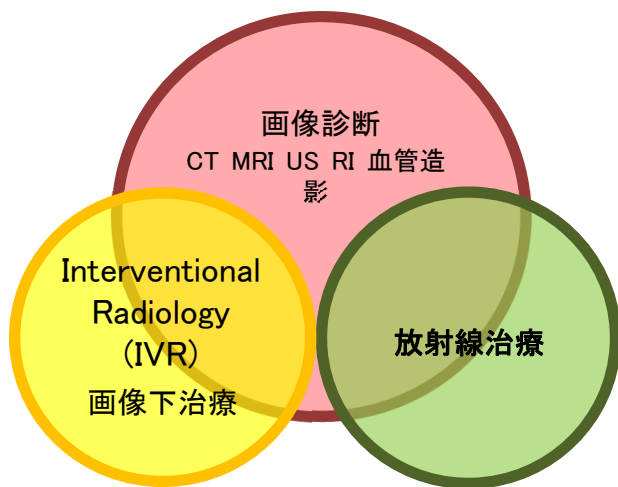 画像診断
CT MRI US RI 血管造
影
Interventional
Radiology
(IVR)
画像下治療
放射線治療